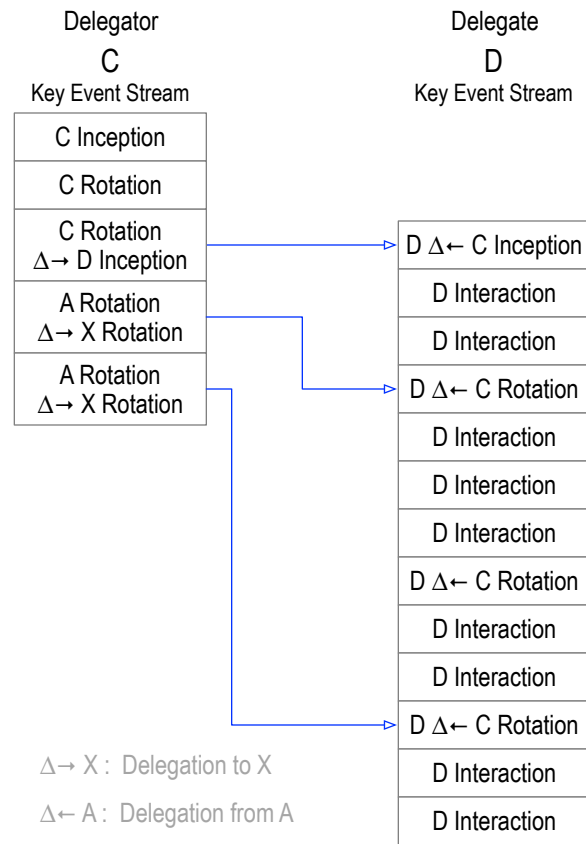 Delegator
C
Key Event Stream
C Inception
C Rotation
C Rotation
Δ→ D Inception
A Rotation
Δ→ X Rotation
A Rotation
Δ→ X Rotation
Delegate
D
Key Event Stream
D Δ← C Inception
D Interaction
D Interaction
D Δ← C Rotation
D Interaction
D Interaction
D Interaction
D Δ← C Rotation
D Interaction
D Interaction
D Δ← C Rotation
D Interaction
D Interaction
Δ→ X : Delegation to X
Δ← A : Delegation from A